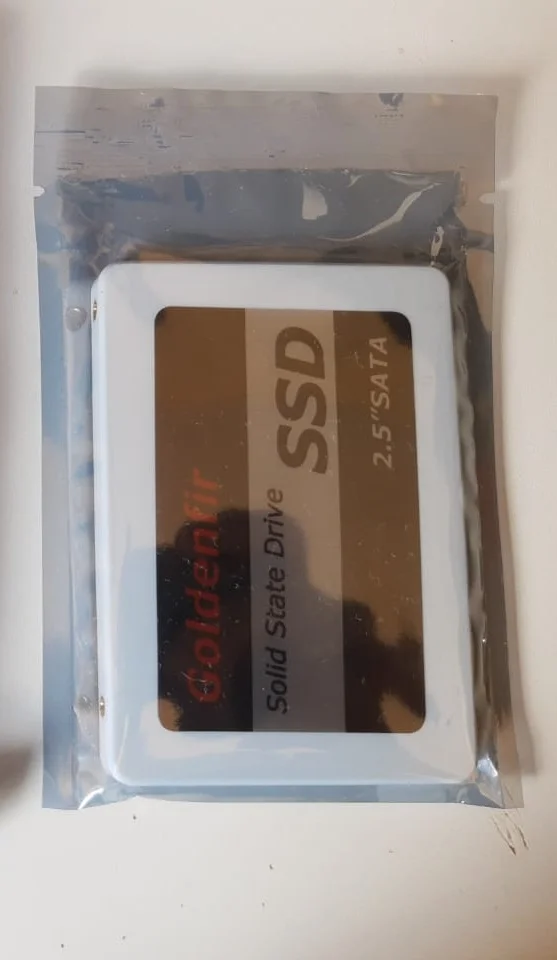 Goldenfir
Solid State Drive
SSD
2.5"SATA